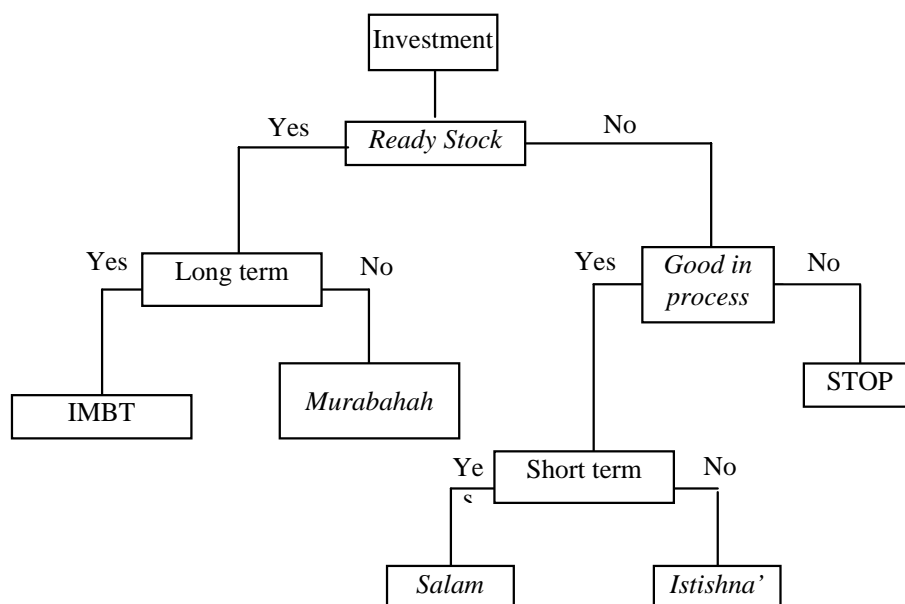 Investment
Yes
No
Ready Stock
Yes
Long term
No
Yes
Good in
process
No
IMBT
Murabahah
STOP
Ye
s
Short term
No
Salam
Istishna’